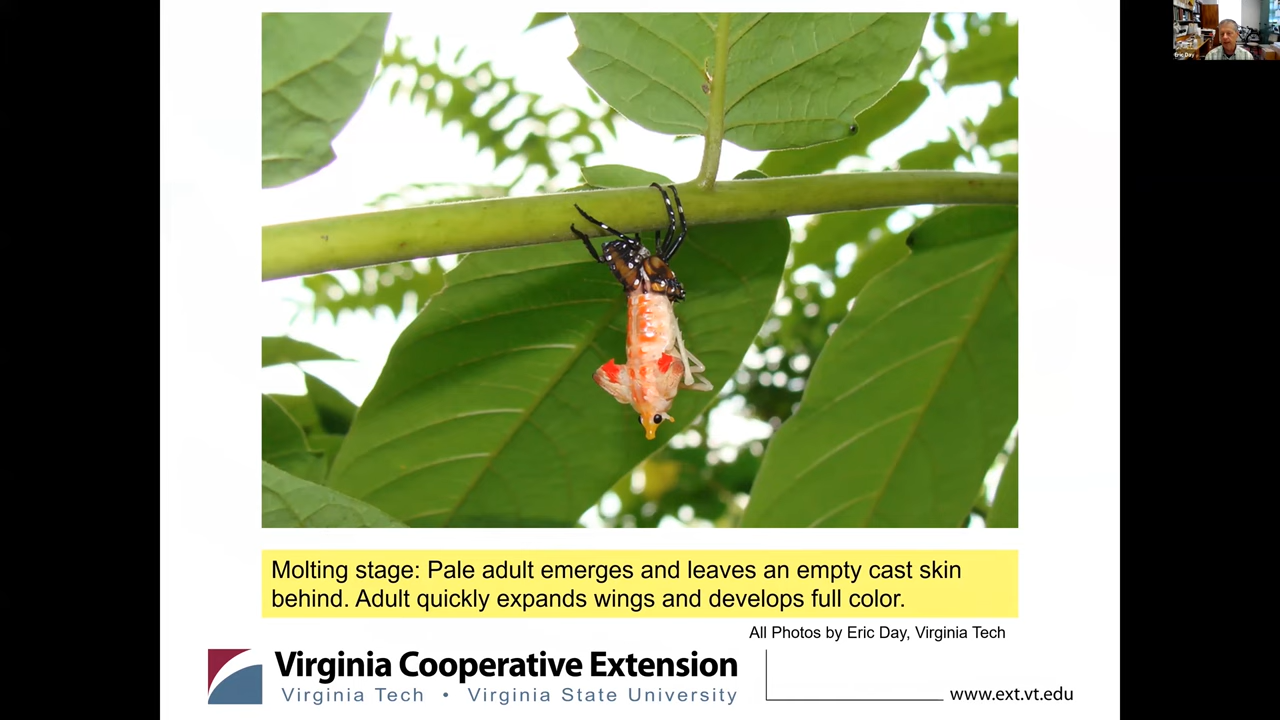 Eric Day
Molting stage: Pale adult emerges and leaves an empty cast skin
behind. Adult quickly expands wings and develops full color.
All Photos by Eric Day, Virginia Tech
Virginia Cooperative Extension
Virginia Tech • Virginia State University
www.ext.vt.edu